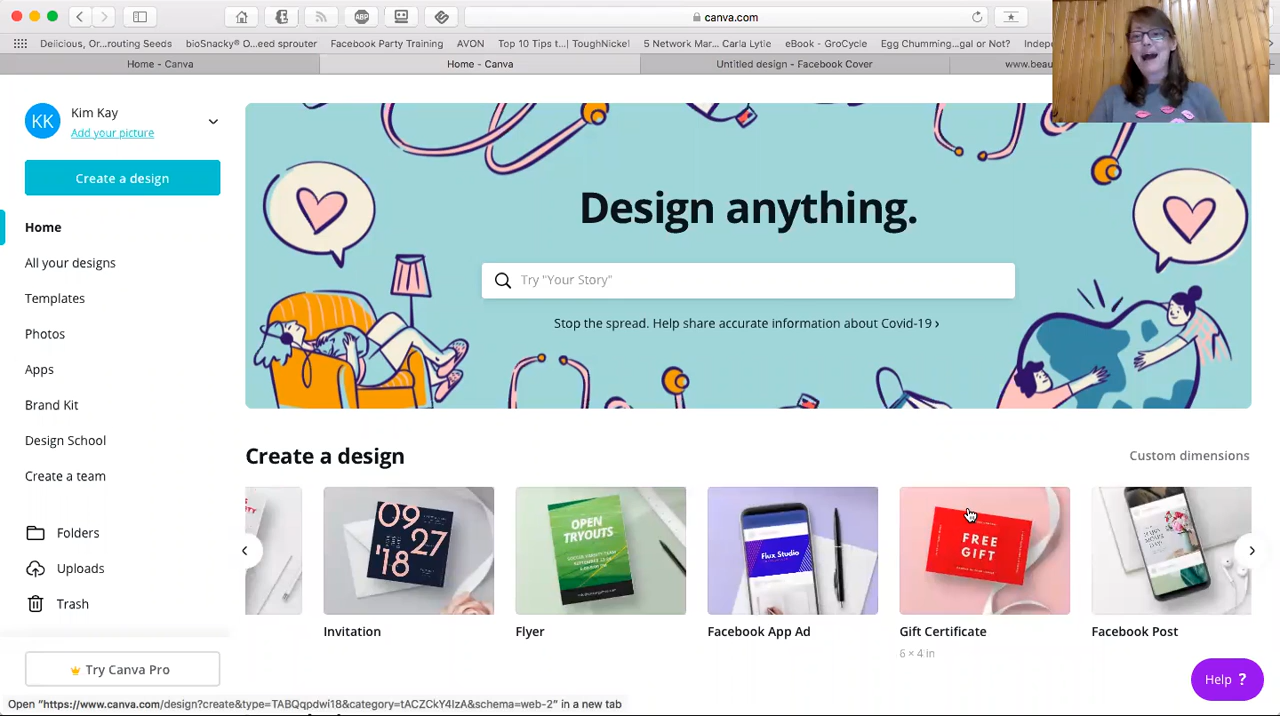 canva.com
Delicious, Or...routing Seeds
bioSnacky® O...eed sprouter
Facebook Party Training
AVON
Top 10 Tips t...| ToughNickel
5 Network Mar... Carla Lytle
eBook - GroCycle
Egg Chumming...gal or Not?
Home - Canva
Home - Canva
Untitled design - Facebook Cover
KK
Kim Kay
Add your picture
Create a design
Home
All your designs
Templates
Photos
Apps
Brand Kit
Design School
Create a team
Folders
Uploads
Trash
Try Canva Pro
Design anything.
Try "Your Story"
Stop the spread. Help share accurate information about Covid-19 ›
Create a design
Custom dimensions
09
27
'18
OPEN
TRYOUTS
Flux Studio
FREE
GIFT
Invitation
Flyer
Facebook App Ad
Gift Certificate
6 × 4 in
Facebook Post
Help ?
Open "https://www.canva.com/design?create&type=TABQqpdwi18&category=tACZCkY4IzA&schema=web-2" in a new tab